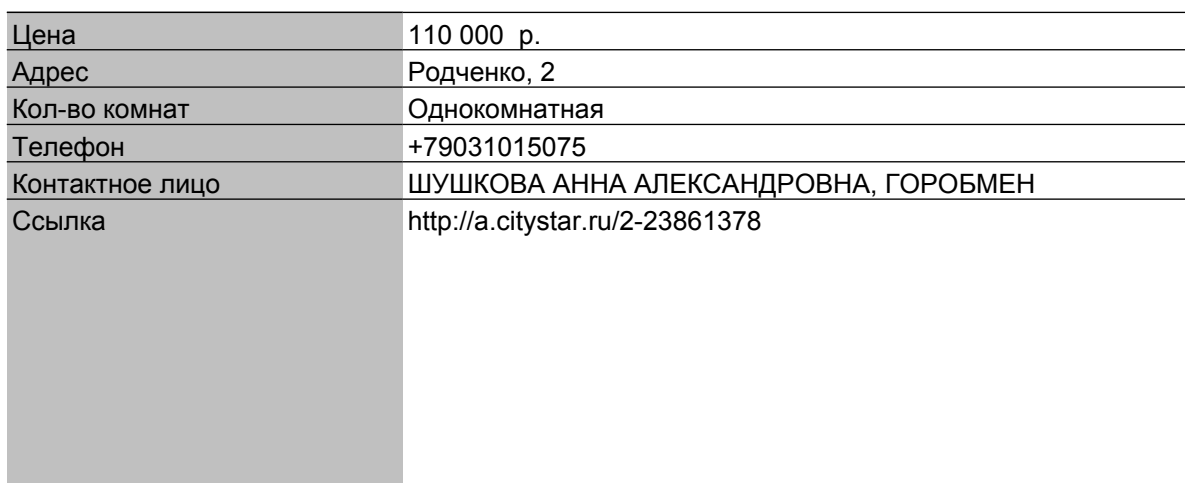 Цена 110 000 р.
Адрес Родченко, 2
Кол-во комнат Однокомнатная
Телефон +79031015075
Контактное лицо ШУШКОВА АННА АЛЕКСАНДРОВНА, ГОРОБМЕН
Ссылка http://a.citystar.ru/2-23861378